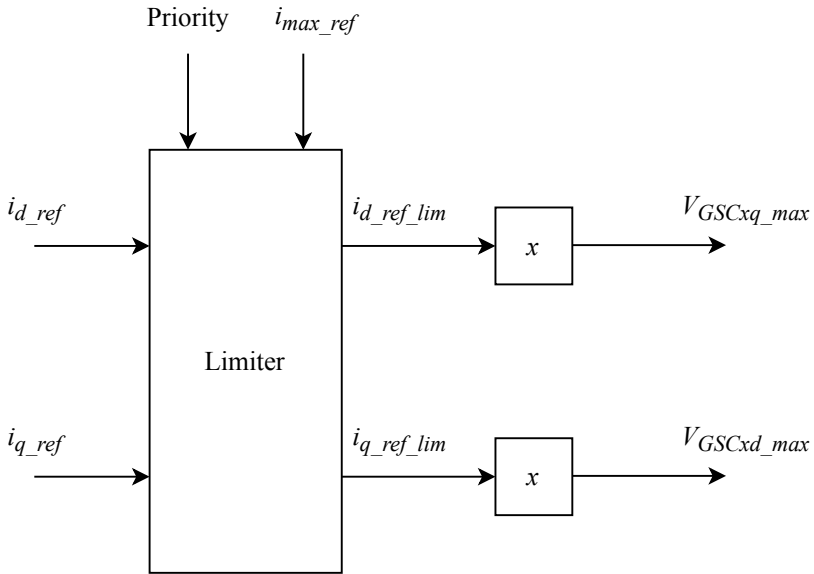 Priority
i_max_ref
i_d_ref
i_d_ref_lim
V_GSCxq_max
x
Limiter
i_q_ref
i_q_ref_lim
V_GSCxd_max
x